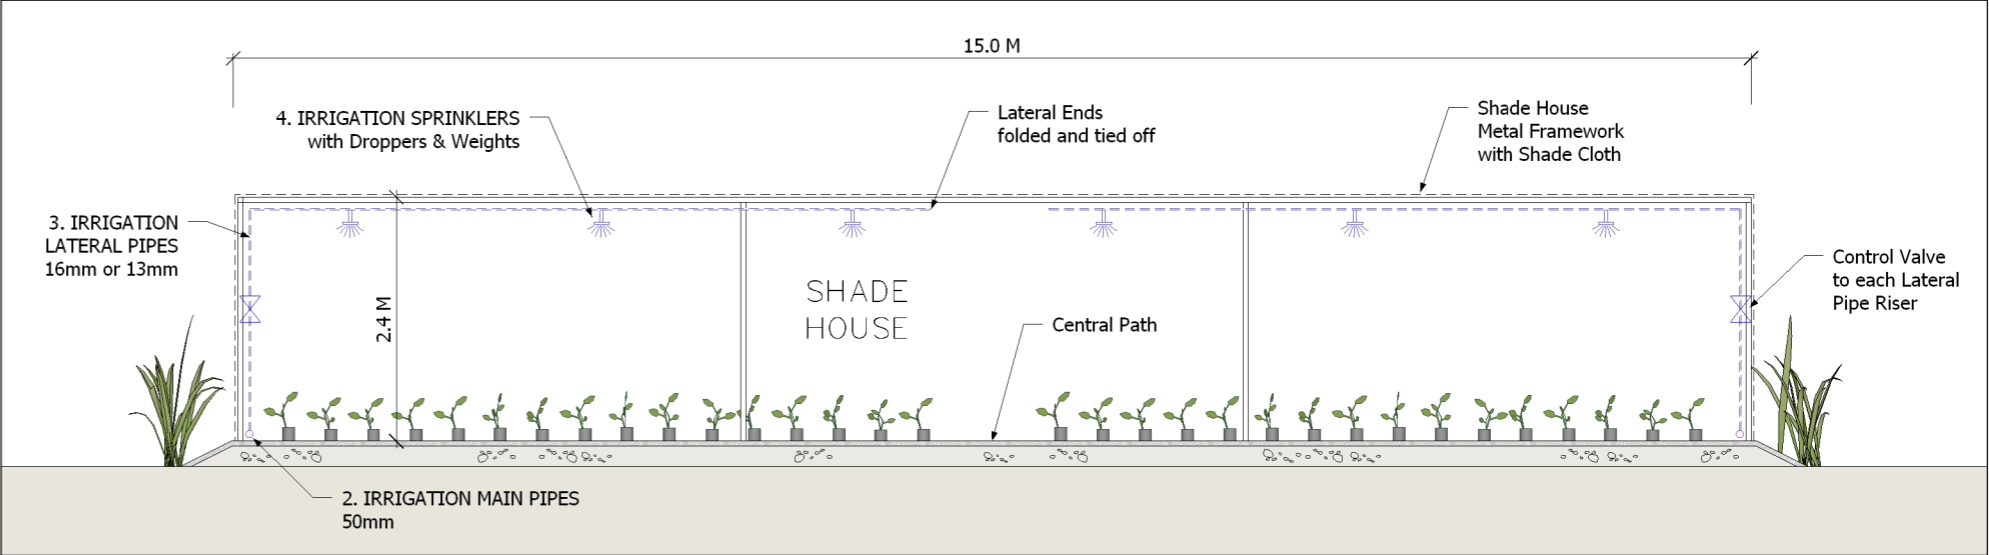 15.0 M
4. IRRIGATION SPRINKLERS
with Droppers & Weights
Lateral Ends
folded and tied off
Shade House
Metal Framework
with Shade Cloth
3. IRRIGATION
LATERAL PIPES
16mm or 13mm
2.4 M
SHADE
HOUSE
Central Path
Control Valve
to each Lateral
Pipe Riser
2. IRRIGATION MAIN PIPES
50mm